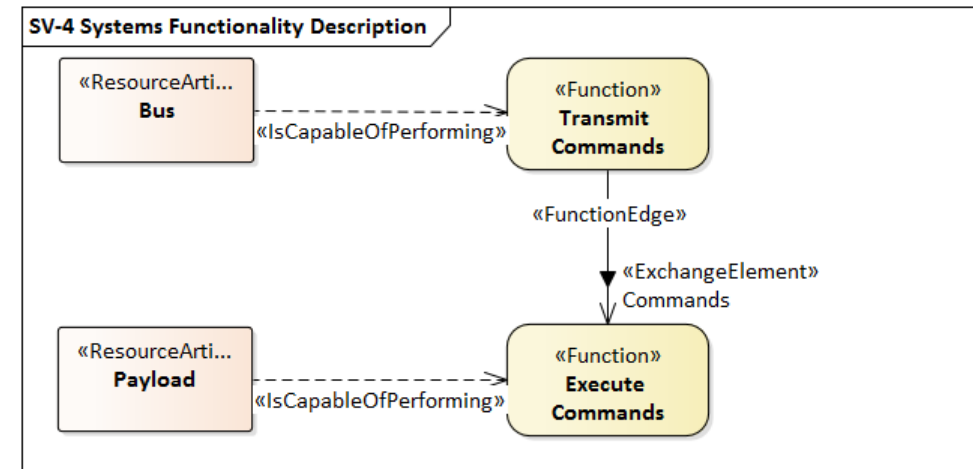 SV-4 Systems Functionality Description
«ResourceArti...
Bus
«IsCapableOfPerforming»
«Function»
Transmit
Commands
«FunctionEdge»
«ExchangeElement»
Commands
«ResourceArti...
Payload
«IsCapableOfPerforming»
«Function»
Execute
Commands